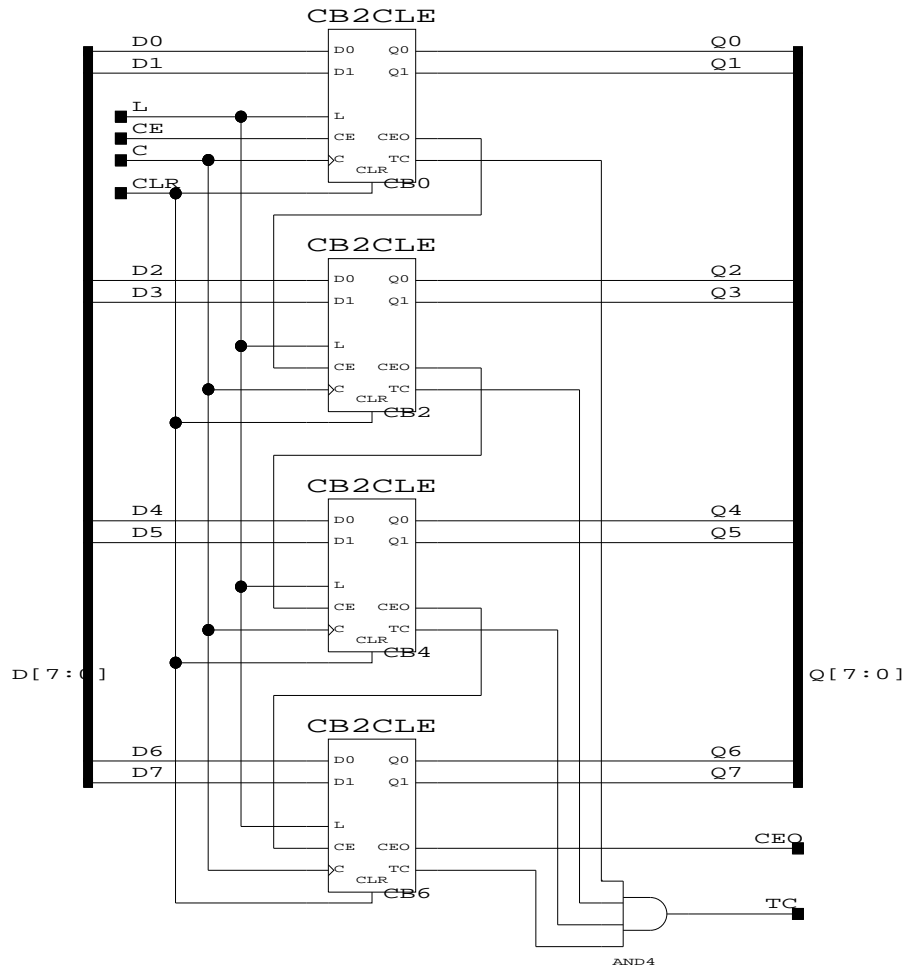 CB2CLE
D0 D0 Q0 Q0
D1 D1 Q1 Q1
L L
CE CE CEO
C C TC
CLR CLR CB0
CB2CLE
D2 D0 Q0 Q2
D3 D1 Q1 Q3
L
CE CEO
C TC
CLR CB2
CB2CLE
D4 D0 Q0 Q4
D5 D1 Q1 Q5
L
CE CEO
C TC
CLR CB4
D[7:0] Q[7:0]
CB2CLE
D6 D0 Q0 Q6
D7 D1 Q1 Q7
L
CE CEO CEO
C TC
CLR CB6
TC
AND4